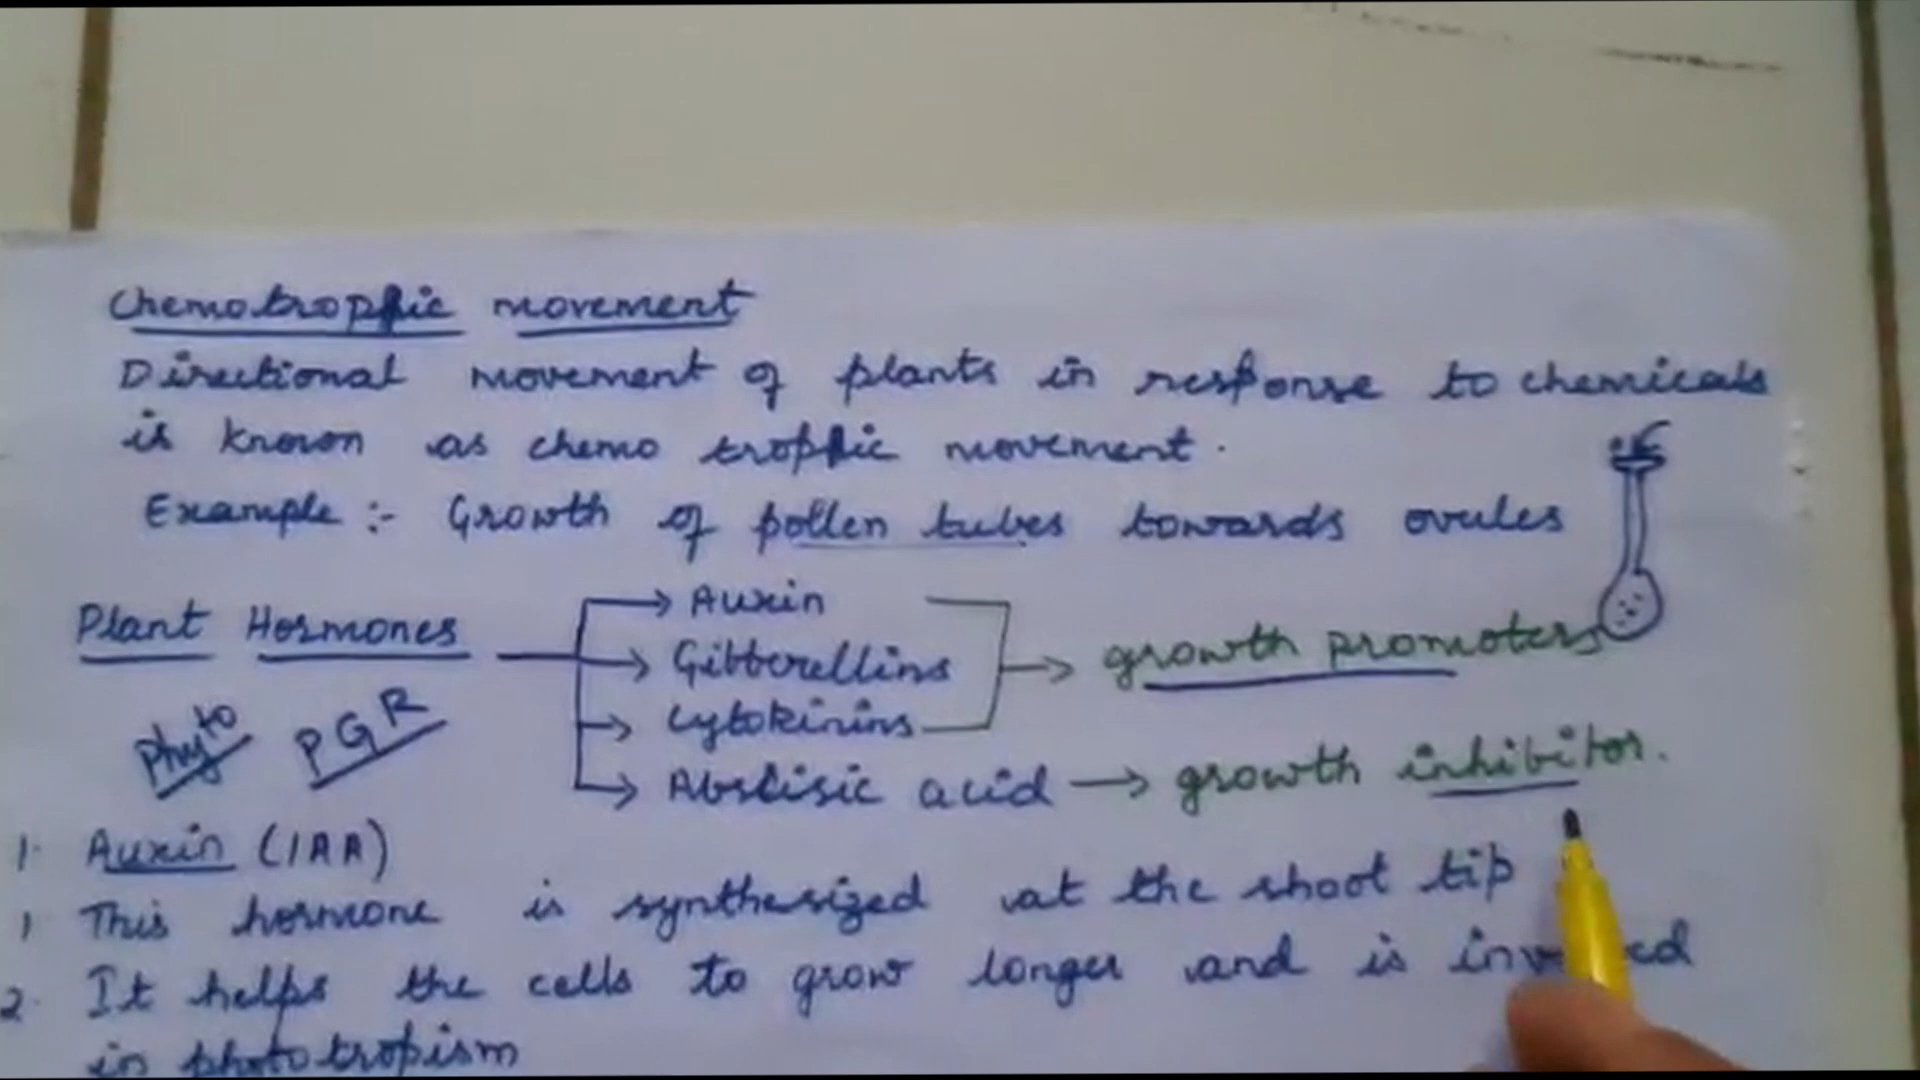 Chemotropic movement
Directional movement of plants in response to chemicals
is known as chemo tropic movement.
Example :- Growth of pollen tubes towards ovules
Plant Hormones
Auxin
Gibberellins
Cytokinins
growth promoters
Phyto PGR
Abscisic acid → growth inhibitor.
1. Auxin (IAA)
1 This hormone is synthesized at the shoot tip
2. It helps the cells to grow longer and is
in phototropism